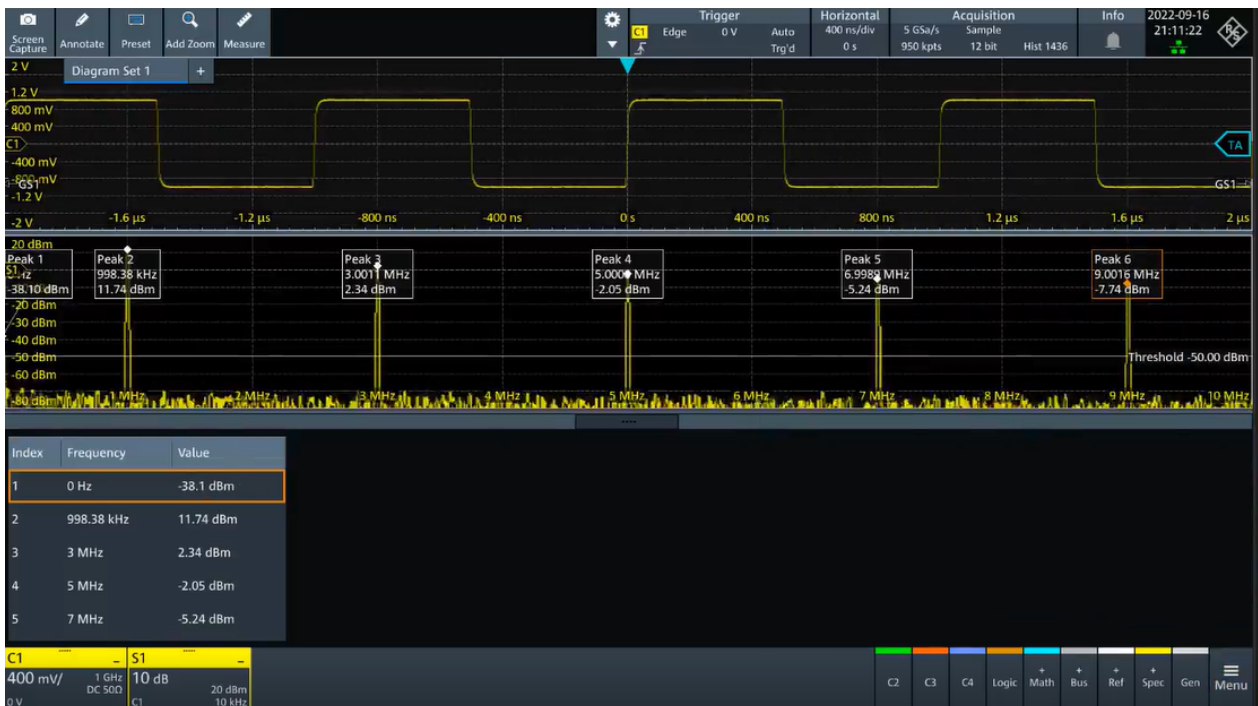 Screen Capture
Annotate
Preset
Add Zoom
Measure
Trigger
C1 Edge 0 V Auto
Trig'd
Horizontal
400 ns/div
0 s
Acquisition
5 GSa/s Sample
950 kpts 12 bit Hist 1436
Info
2022-09-16
21:11:22
Diagram Set 1 +
2 V
1.2 V
800 mV
400 mV
C1
TA
-400 mV
-800 mV
GS1 GS1
-1.2 V
-2 V
-1.6 µs -1.2 µs -800 ns -400 ns 0 s 400 ns 800 ns 1.2 µs 1.6 µs 2 µs
20 dBm
Peak 1
0 Hz
-38.10 dBm
Peak 2
998.38 kHz
11.74 dBm
Peak 3
3.0011 MHz
2.34 dBm
Peak 4
5.0000 MHz
-2.05 dBm
Peak 5
6.9989 MHz
-5.24 dBm
Peak 6
9.0016 MHz
-7.74 dBm
S1
-20 dBm
-30 dBm
-40 dBm
-50 dBm
Threshold -50.00 dBm
-60 dBm
-80 dBm
1 MHz 2 MHz 3 MHz 4 MHz 5 MHz 6 MHz 7 MHz 8 MHz 9 MHz 10 MHz
Index Frequency Value
1 0 Hz -38.1 dBm
2 998.38 kHz 11.74 dBm
3 3 MHz 2.34 dBm
4 5 MHz -2.05 dBm
5 7 MHz -5.24 dBm
C1
400 mV/ 1 GHz
DC 50Ω
0 V
S1
10 dB
20 dBm
C1 10 kHz
C2
C3
C4
Logic
+ Math
+ Bus
+ Ref
+ Spec
Gen
Menu